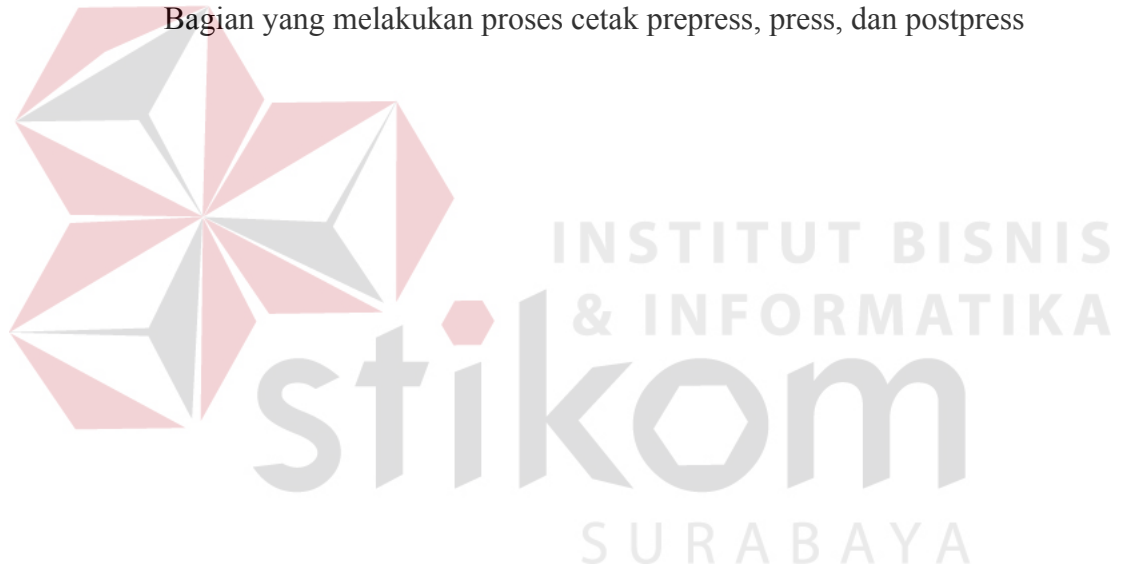 Bagian yang melakukan proses cetak prepress, press, dan postpress
INSTITUT BISNIS
& INFORMATIKA
stikom
SURABAYA